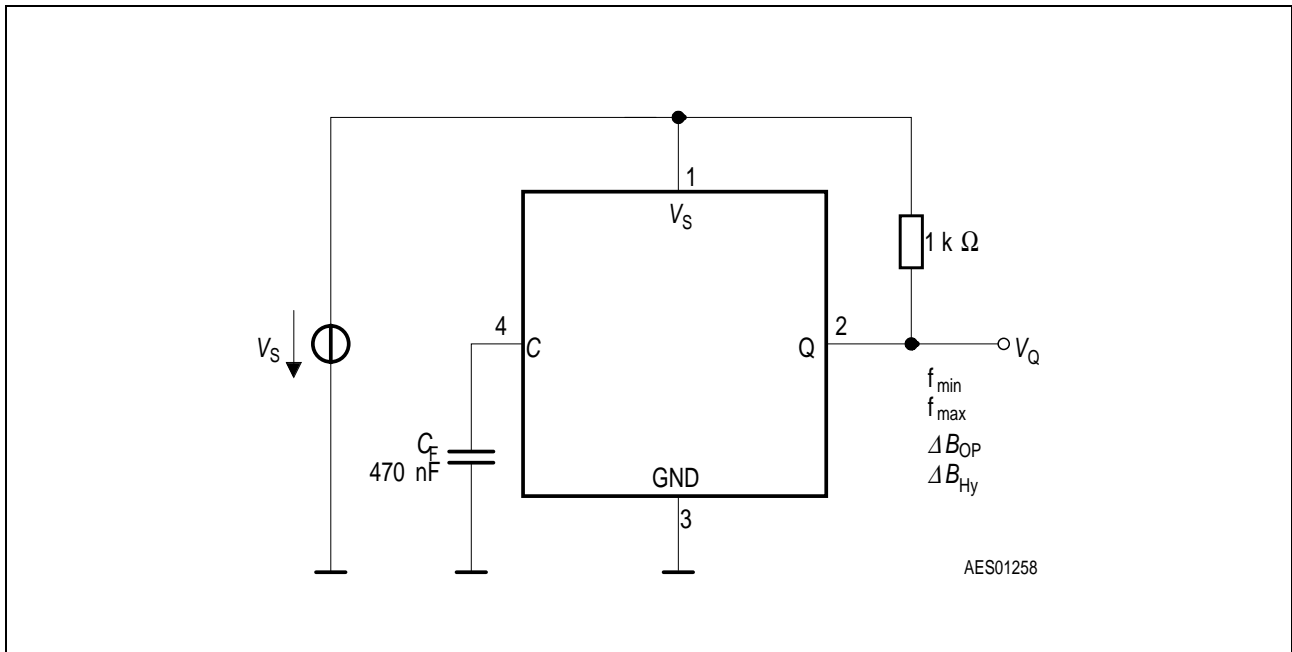 1
V_S
1 k Ω
V_S
4
C
Q
2
V_Q
f_min
f_max
ΔB_OP
ΔB_Hy
C_F
470 nF
GND
3
AES01258